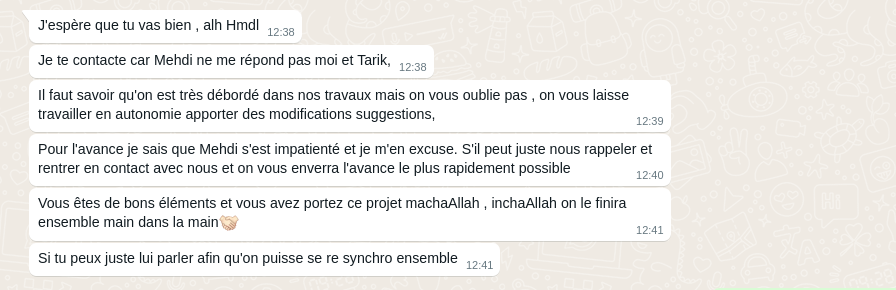 J'espère que tu vas bien , alh Hmdl 12:38
Je te contacte car Mehdi ne me répond pas moi et Tarik, 12:38
Il faut savoir qu'on est très débordé dans nos travaux mais on vous oublie pas , on vous laisse
travailler en autonomie apporter des modifications suggestions, 12:39
Pour l'avance je sais que Mehdi s'est impatienté et je m'en excuse. S'il peut juste nous rappeler et
rentrer en contact avec nous et on vous enverra l'avance le plus rapidement possible 12:40
Vous êtes de bons éléments et vous avez portez ce projet machaAllah , inchaAllah on le finira
ensemble main dans la main🤝🏻 12:41
Si tu peux juste lui parler afin qu'on puisse se re synchro ensemble 12:41